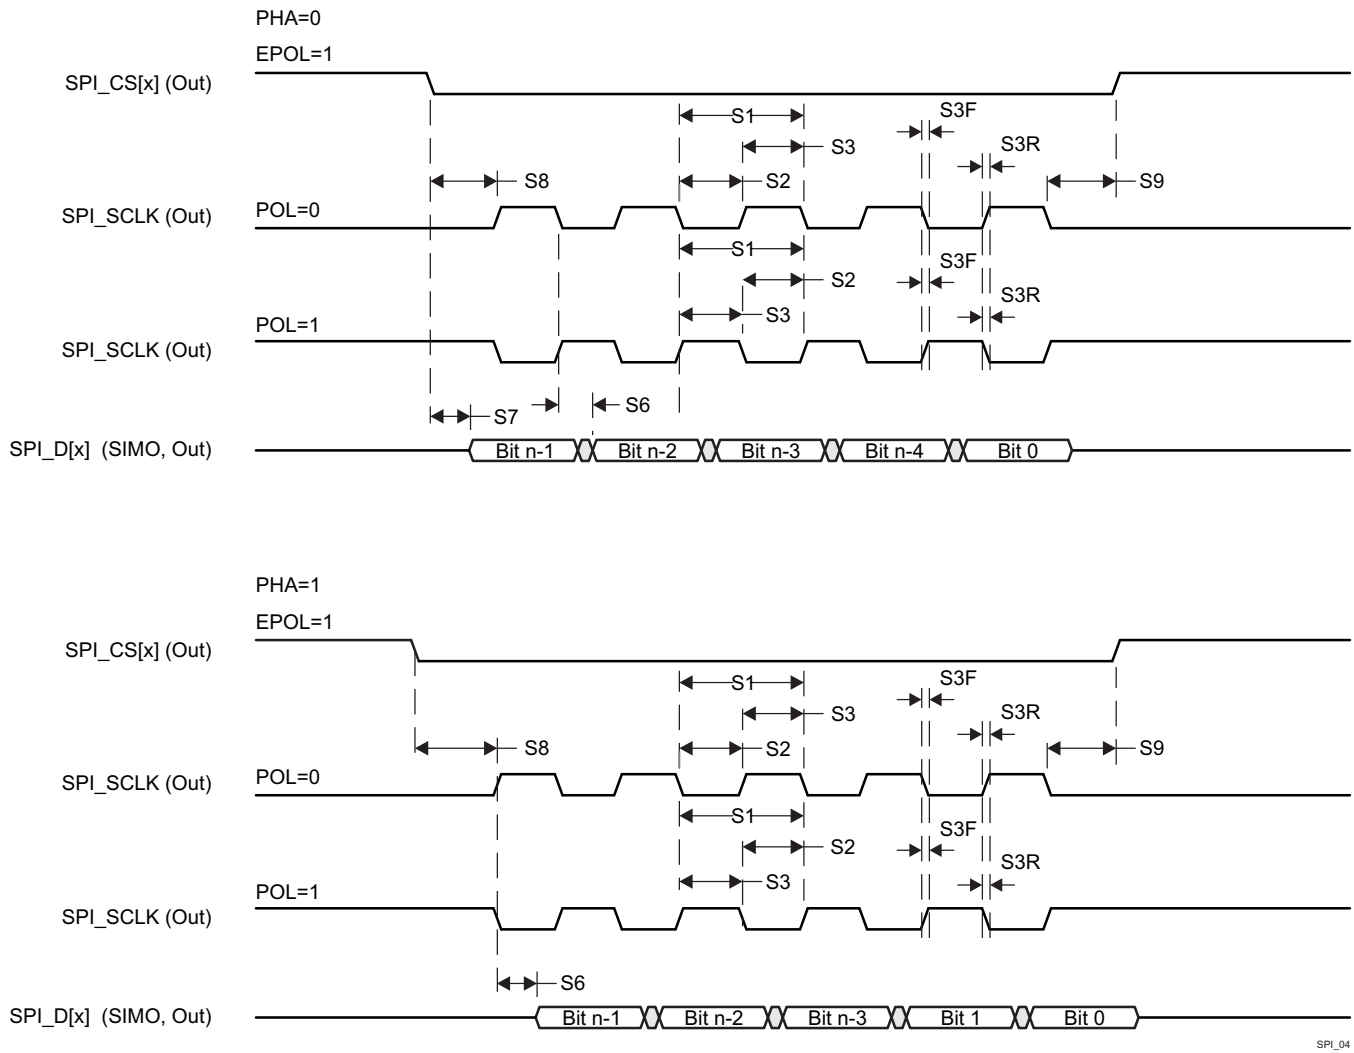 PHA=0
EPOL=1
SPI_CS[x] (Out)
S1
S3F
S3
S3R
S8
S2
S9
SPI_SCLK (Out)
POL=0
S1
S3F
S2
S3R
S3
POL=1
SPI_SCLK (Out)
S7
S6
SPI_D[x] (SIMO, Out)
Bit n-1
Bit n-2
Bit n-3
Bit n-4
Bit 0
PHA=1
EPOL=1
SPI_CS[x] (Out)
S1
S3F
S3
S3R
S8
S2
S9
SPI_SCLK (Out)
POL=0
S1
S3F
S2
S3R
S3
POL=1
SPI_SCLK (Out)
S6
SPI_D[x] (SIMO, Out)
Bit n-1
Bit n-2
Bit n-3
Bit 1
Bit 0
SPI_04